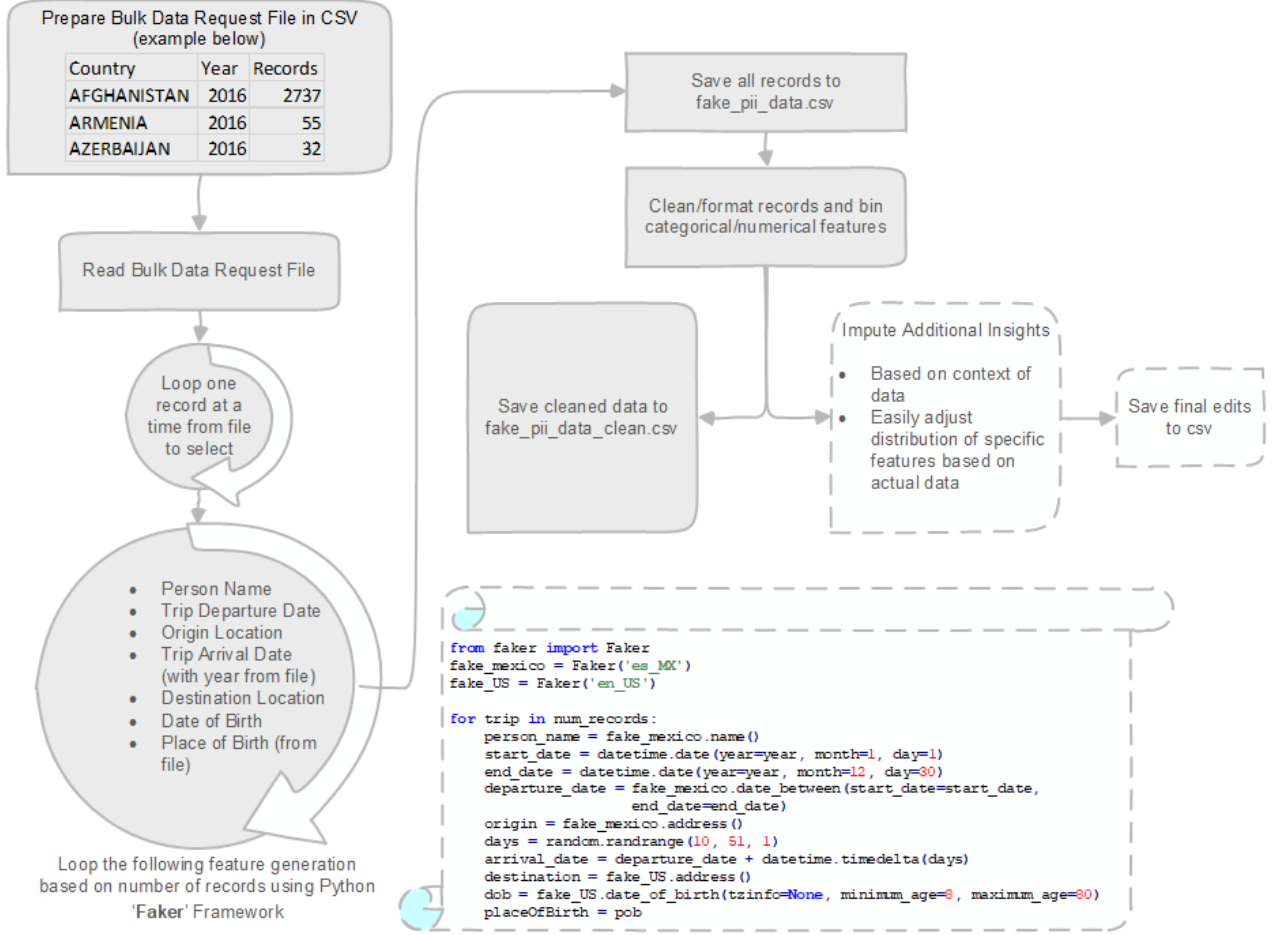 Prepare Bulk Data Request File in CSV
(example below)
Country Year Records
AFGHANISTAN 2016 2737
ARMENIA 2016 55
AZERBAIJAN 2016 32
Read Bulk Data Request File
Loop one
record at a
time from file
to select
• Person Name
• Trip Departure Date
• Origin Location
• Trip Arrival Date
(with year from file)
• Destination Location
• Date of Birth
• Place of Birth (from
file)
Loop the following feature generation
based on number of records using Python
‘Faker’ Framework
Save all records to
fake_pii_data.csv
Clean/format records and bin
categorical/numerical features
Save cleaned data to
fake_pii_data_clean.csv
Impute Additional Insights
• Based on context of
data
• Easily adjust
distribution of specific
features based on
actual data
Save final edits
to csv
from faker import Faker
fake_mexico = Faker('es_MX')
fake_US = Faker('en_US')
for trip in num_records:
    person_name = fake_mexico.name()
    start_date = datetime.date(year=year, month=1, day=1)
    end_date = datetime.date(year=year, month=12, day=30)
    departure_date = fake_mexico.date_between(start_date=start_date,
                     end_date=end_date)
    origin = fake_mexico.address()
    days = random.randrange(10, 51, 1)
    arrival_date = departure_date + datetime.timedelta(days)
    destination = fake_US.address()
    dob = fake_US.date_of_birth(tzinfo=None, minimum_age=8, maximum_age=80)
    placeOfBirth = pob